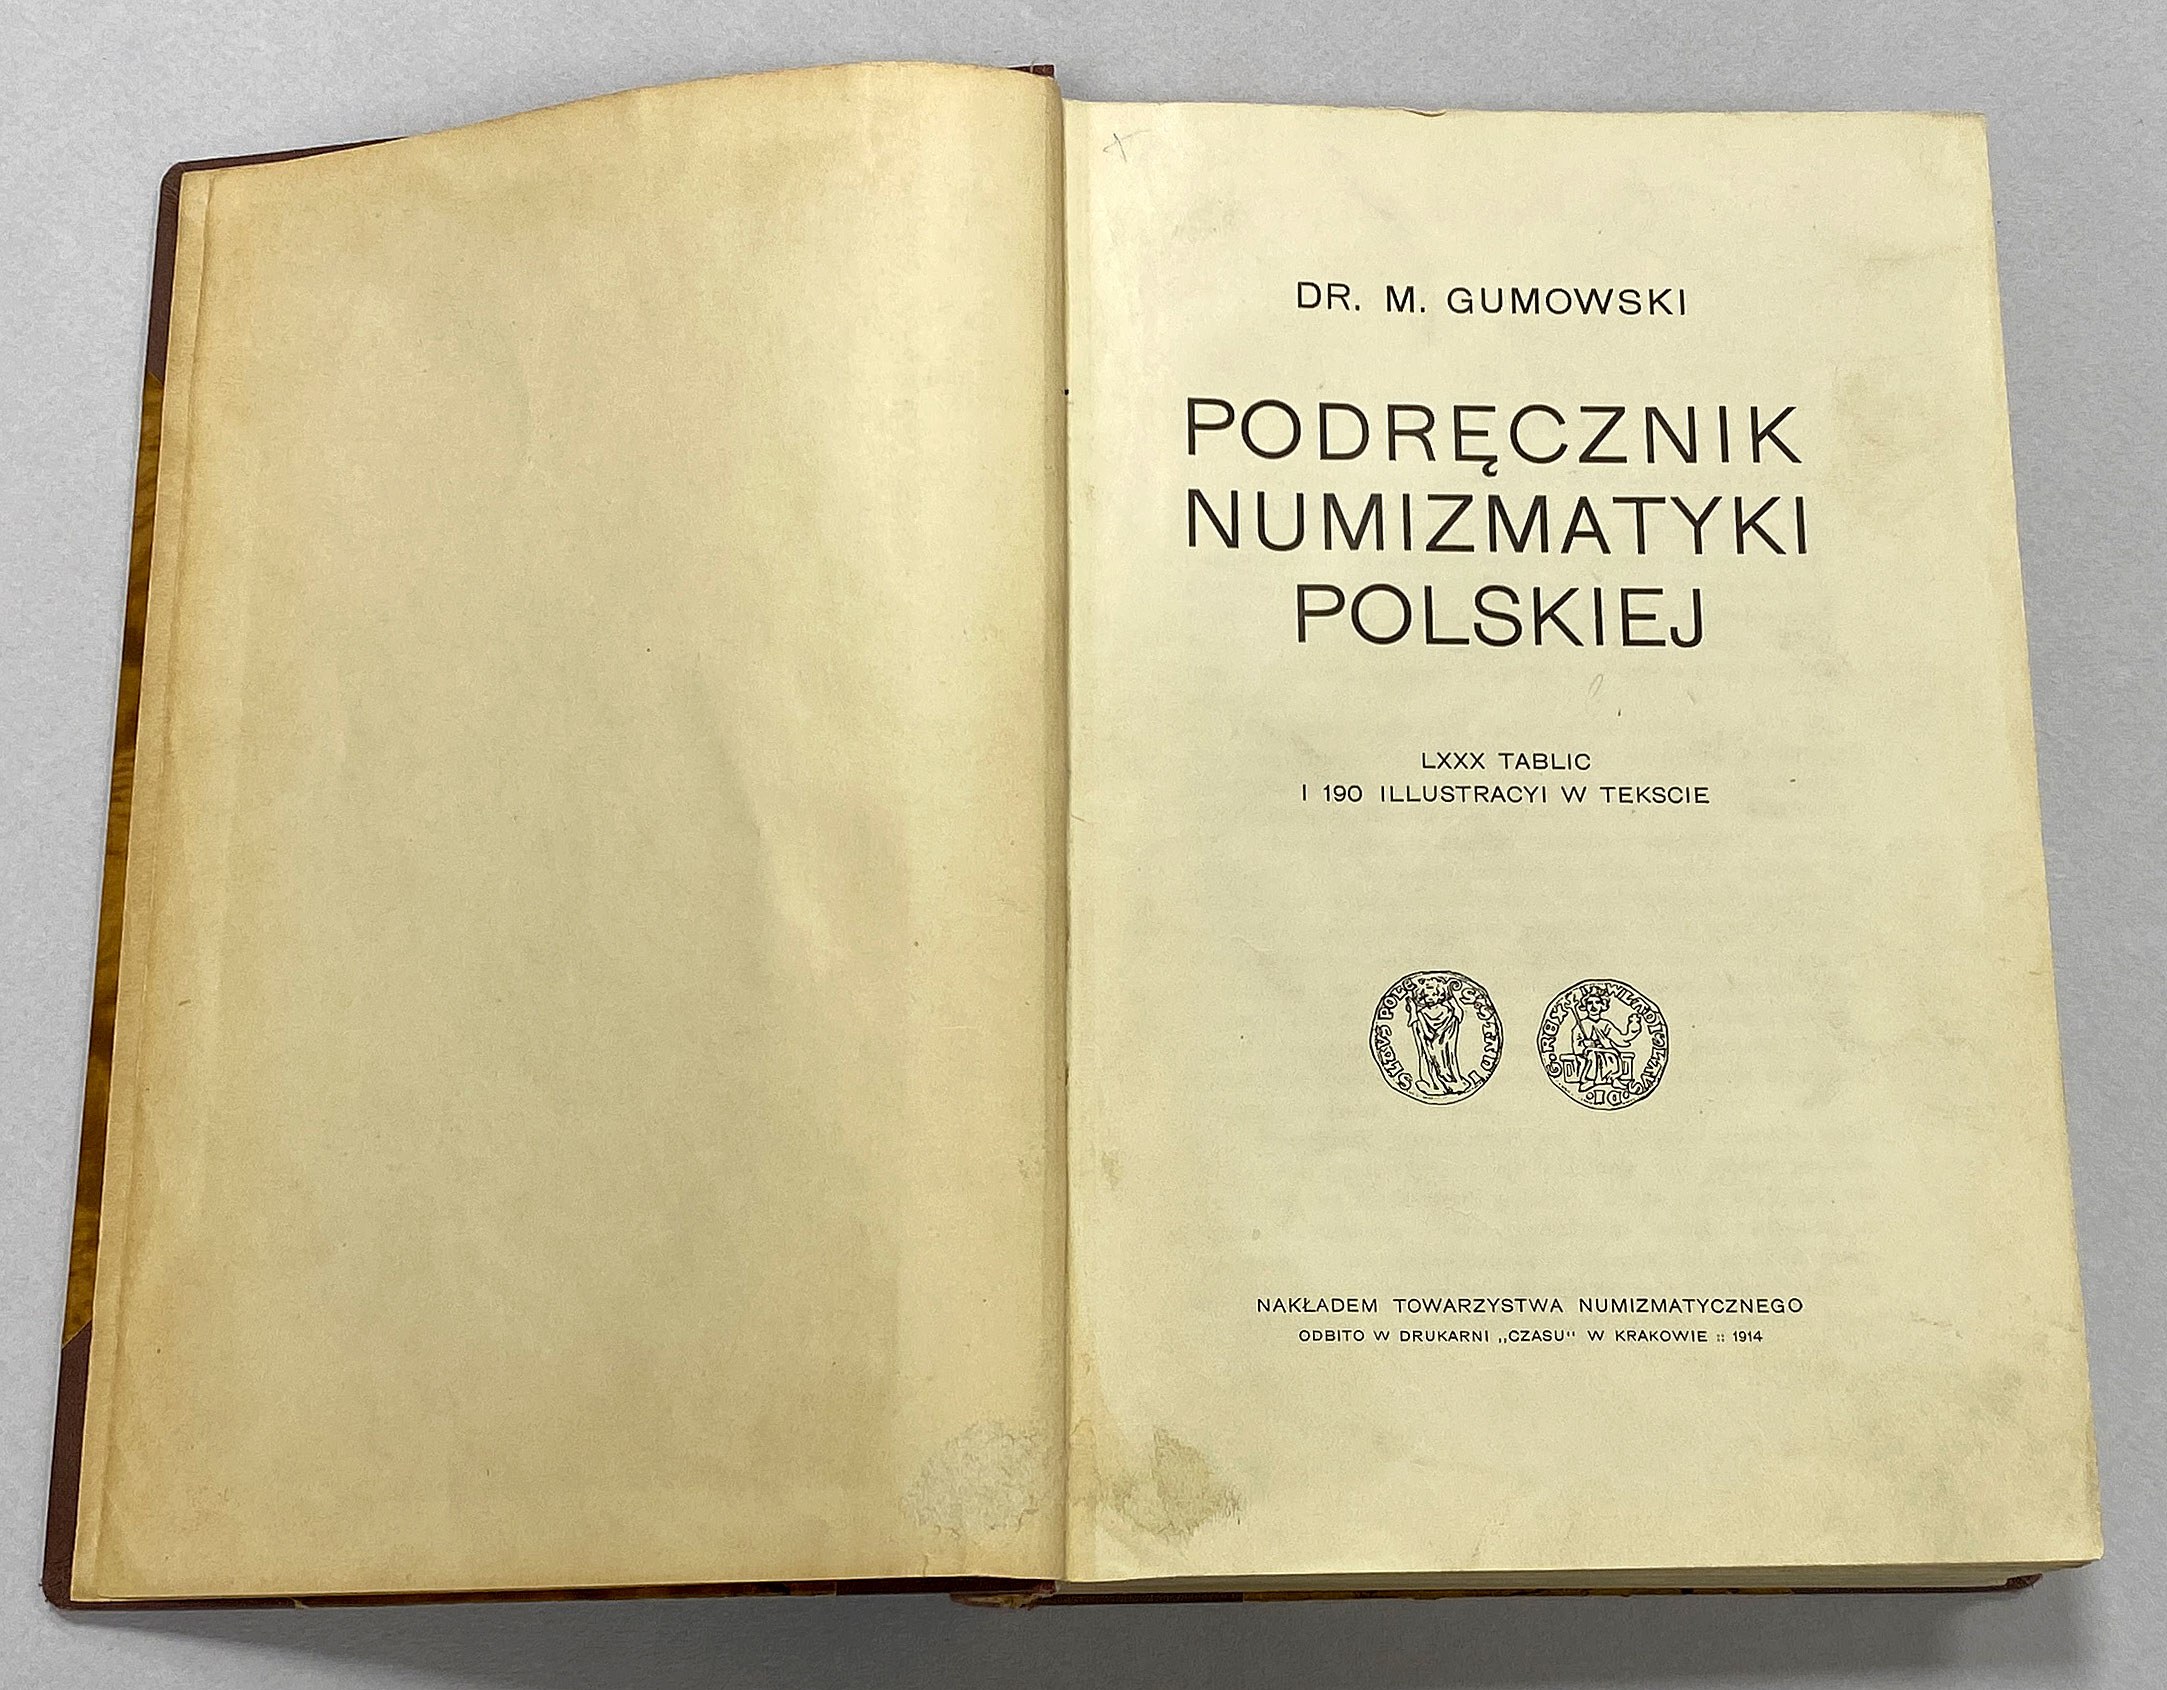 DR. M. GUMOWSKI
PODRĘCZNIK
NUMIZMATYKI
POLSKIEJ
LXXX TABLIC
I 190 ILLUSTRACYI W TEKSCIE
NAKŁADEM TOWARZYSTWA NUMIZMATYCZNEGO
ODBITO W DRUKARNI „CZASU" W KRAKOWIE :: 1914